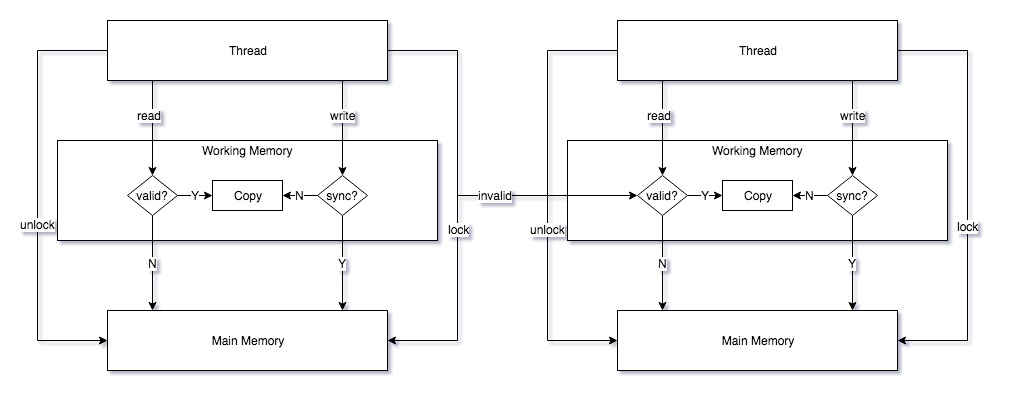 Thread
Thread
read
write
read
write
Working Memory
Working Memory
valid?
Y
Copy
N
sync?
invalid
valid?
Y
Copy
N
sync?
unlock
lock
unlock
lock
N
Y
N
Y
Main Memory
Main Memory